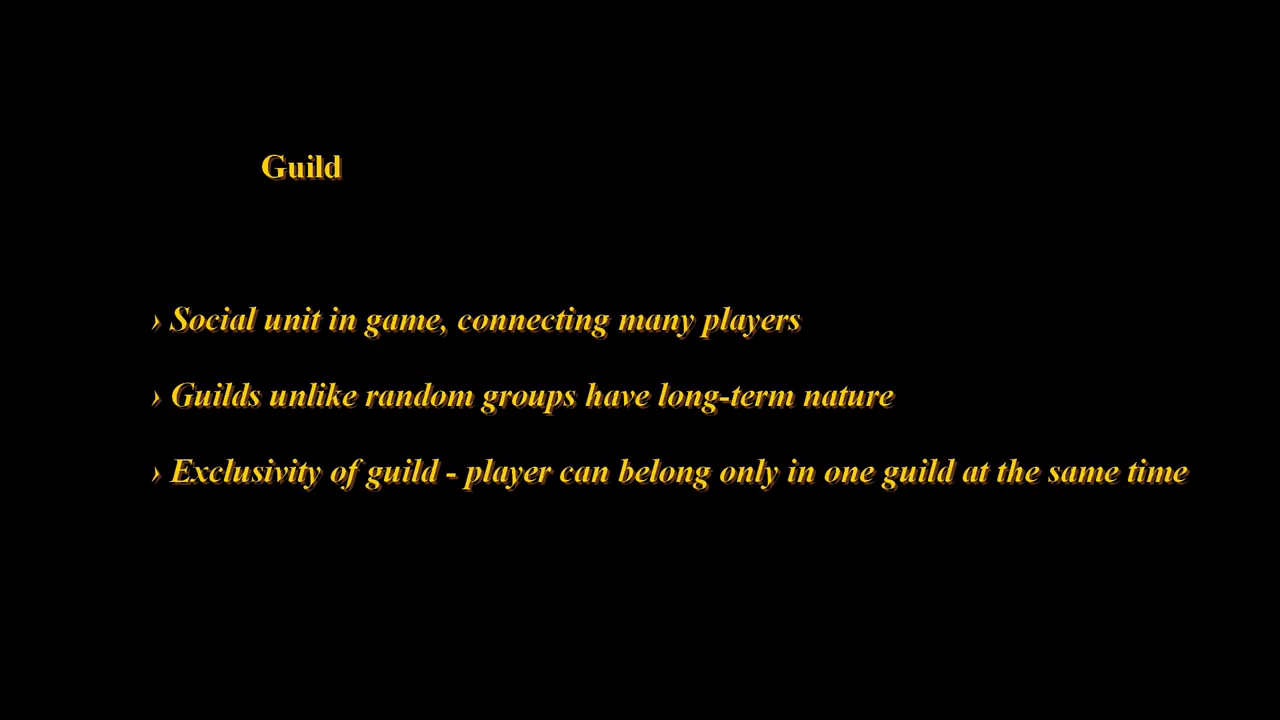 Guild
› Social unit in game, connecting many players
› Guilds unlike random groups have long-term nature
› Exclusivity of guild - player can belong only in one guild at the same time